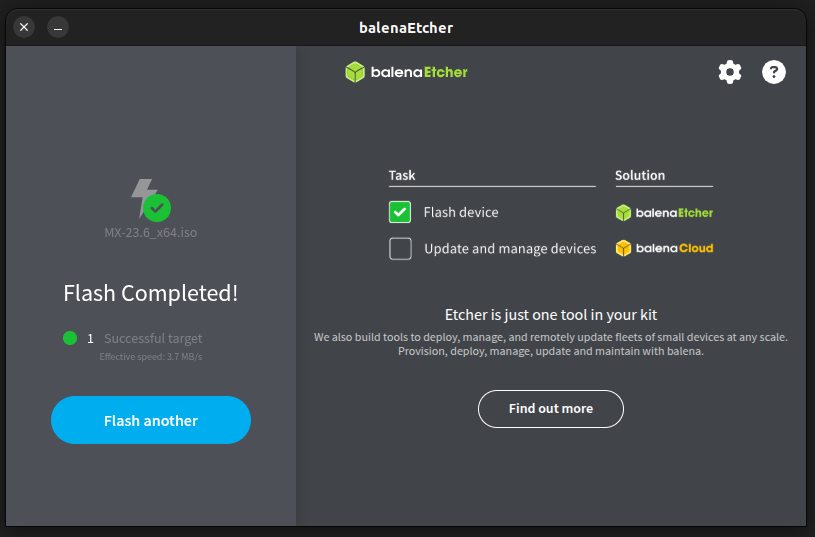 balenaEtcher
balenaEtcher
?
MX-23.6_x64.iso
Flash Completed!
1 Successful target
Effective speed: 3.7 MB/s
Flash another
Task Solution
Flash device balenaEtcher
Update and manage devices balenaCloud
Etcher is just one tool in your kit
We also build tools to deploy, manage, and remotely update fleets of small devices at any scale.
Provision, deploy, manage, update and maintain with balena.
Find out more